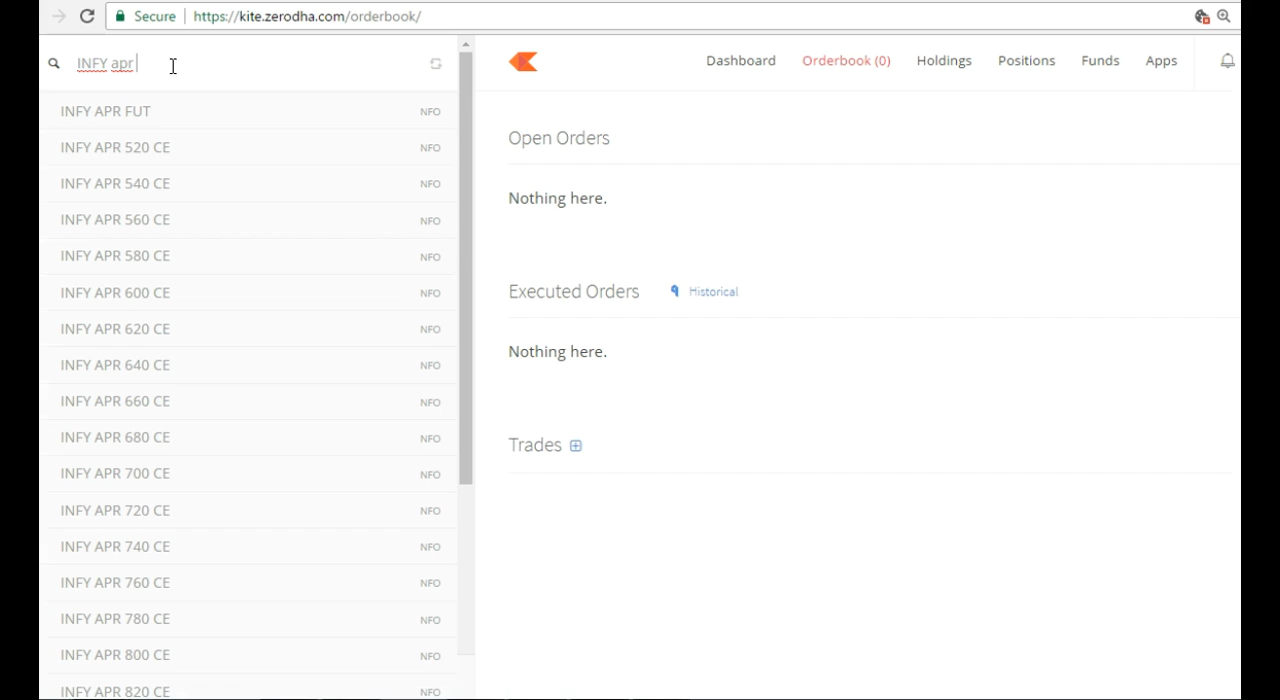 Secure https://kite.zerodha.com/orderbook/
INFY apr
Dashboard Orderbook (0) Holdings Positions Funds Apps
INFY APR FUT NFO
INFY APR 520 CE NFO
INFY APR 540 CE NFO
INFY APR 560 CE NFO
INFY APR 580 CE NFO
INFY APR 600 CE NFO
INFY APR 620 CE NFO
INFY APR 640 CE NFO
INFY APR 660 CE NFO
INFY APR 680 CE NFO
INFY APR 700 CE NFO
INFY APR 720 CE NFO
INFY APR 740 CE NFO
INFY APR 760 CE NFO
INFY APR 780 CE NFO
INFY APR 800 CE NFO
INFY APR 820 CE NFO
Open Orders
Nothing here.
Executed Orders Historical
Nothing here.
Trades